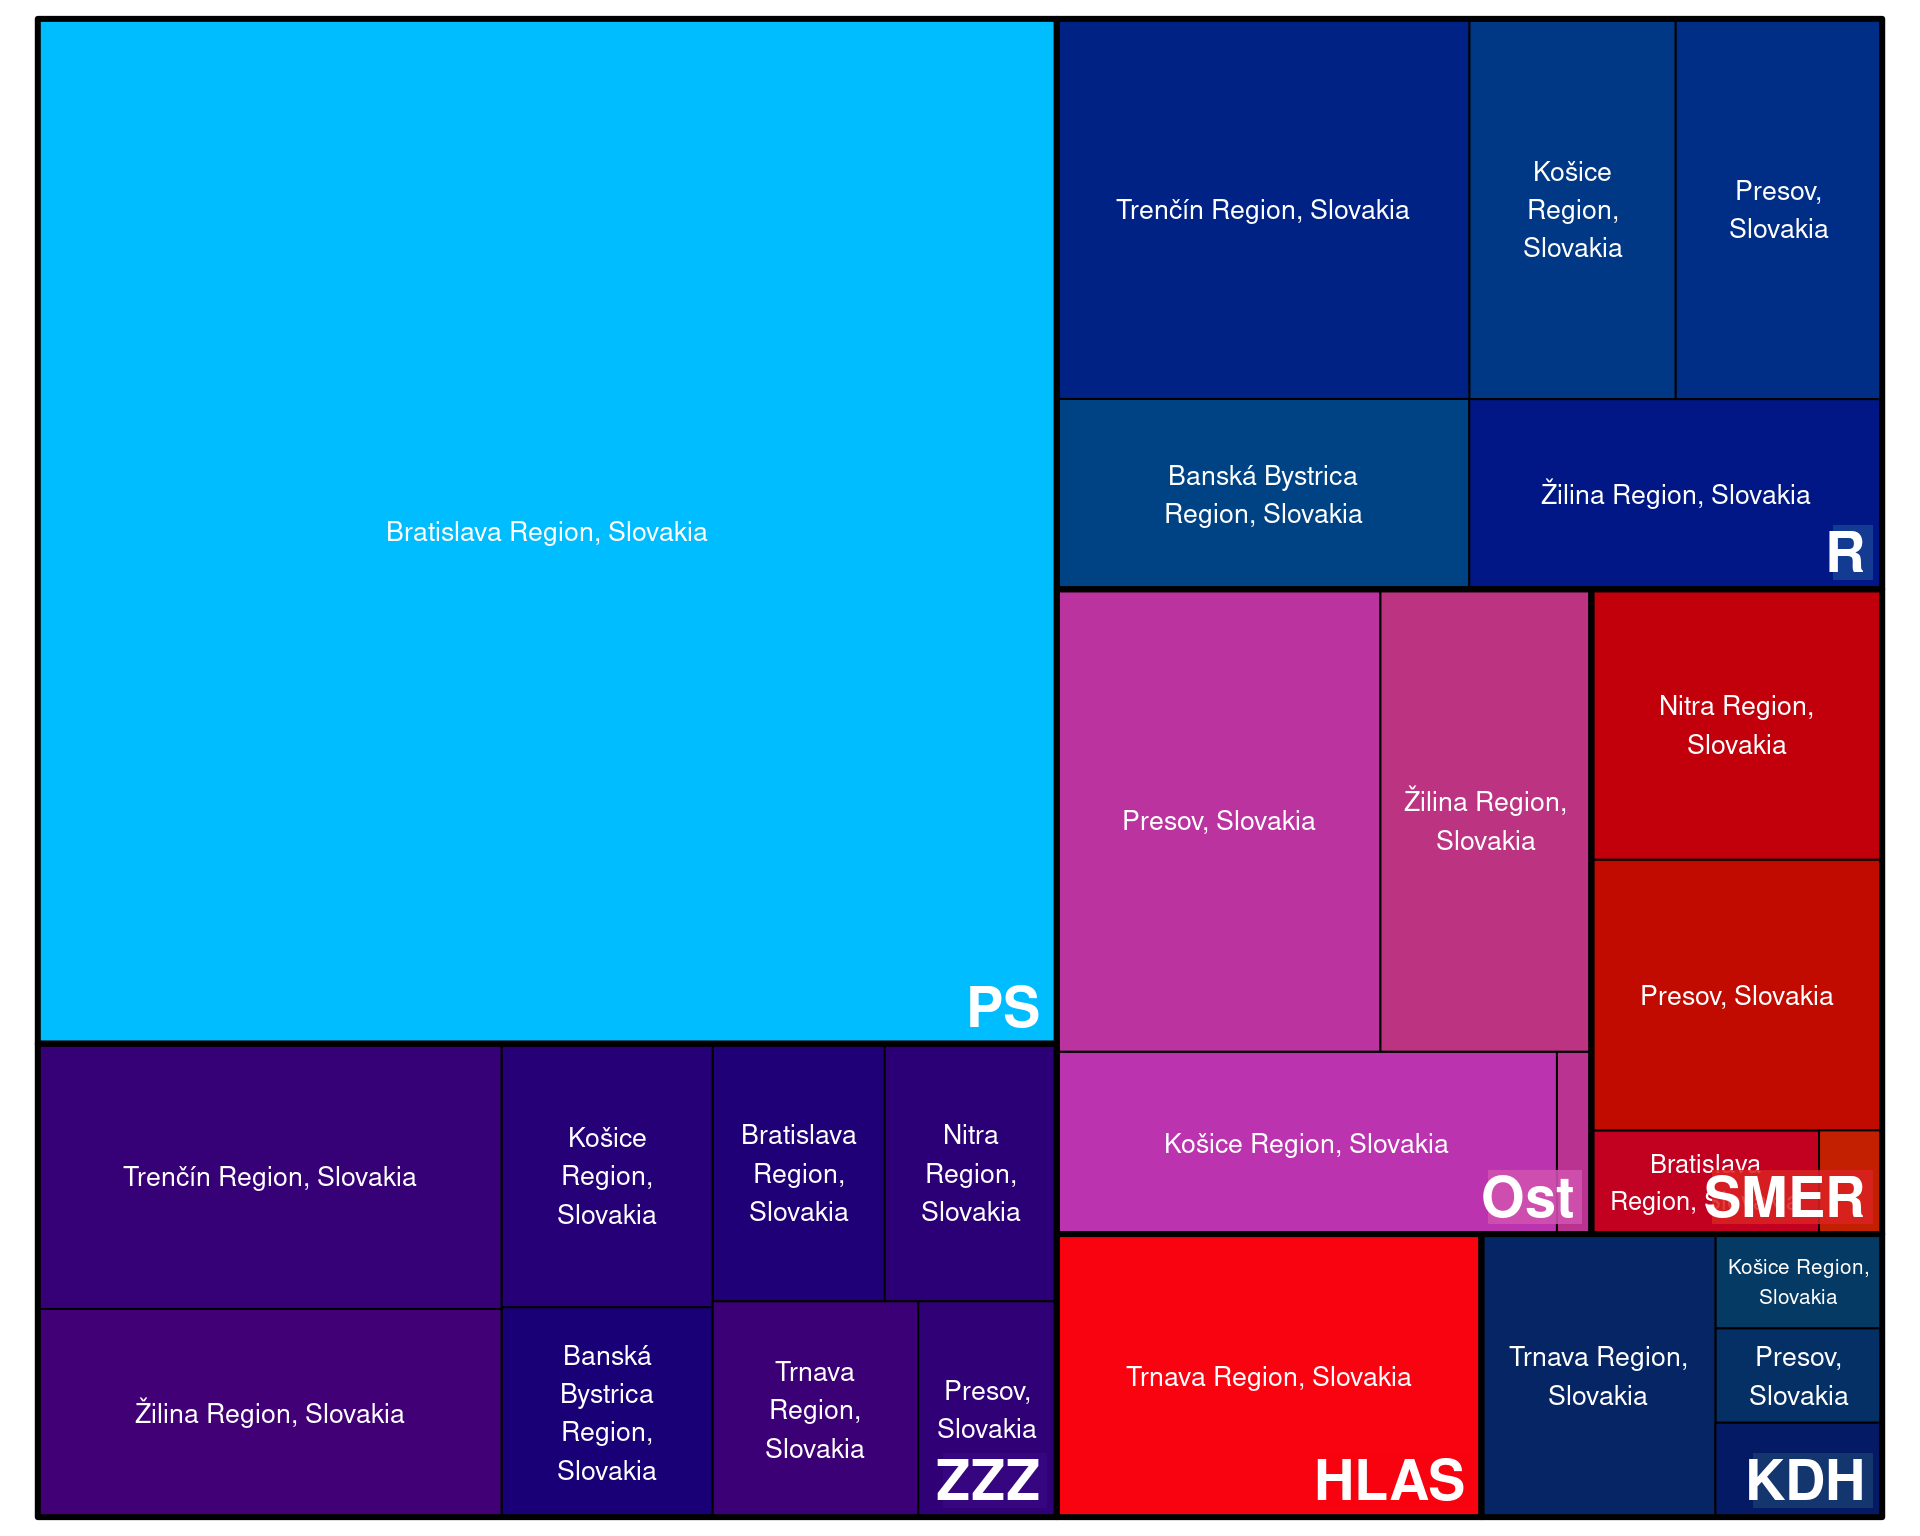 Bratislava Region, Slovakia
PS
Trenčín Region, Slovakia
Košice
Region,
Slovakia
Presov,
Slovakia
Banská Bystrica
Region, Slovakia
Žilina Region, Slovakia
R
Presov, Slovakia
Žilina Region,
Slovakia
Košice Region, Slovakia
Ost
Nitra Region,
Slovakia
Presov, Slovakia
Bratislava
Region,
SMER
Trenčín Region, Slovakia
Žilina Region, Slovakia
Košice
Region,
Slovakia
Banská
Bystrica
Region,
Slovakia
Bratislava
Region,
Slovakia
Nitra
Region,
Slovakia
Trnava
Region,
Slovakia
Presov,
Slovakia
ZZZ
Trnava Region, Slovakia
HLAS
Trnava Region,
Slovakia
Košice Region,
Slovakia
Presov,
Slovakia
KDH